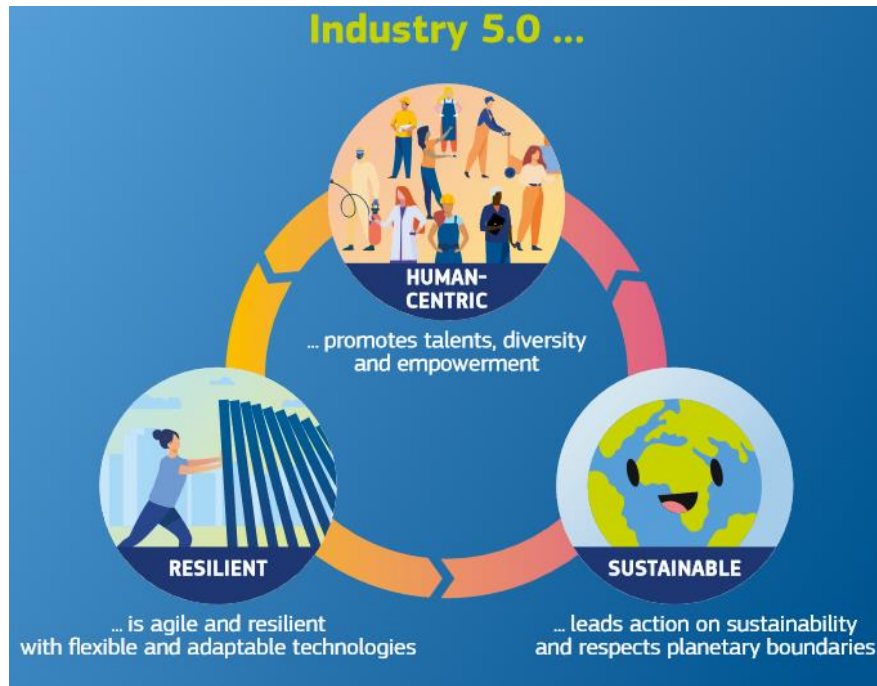 Industry 5.0 ...
HUMAN-
CENTRIC
... promotes talents, diversity
and empowerment
RESILIENT
... is agile and resilient
with flexible and adaptable technologies
SUSTAINABLE
... leads action on sustainability
and respects planetary boundaries